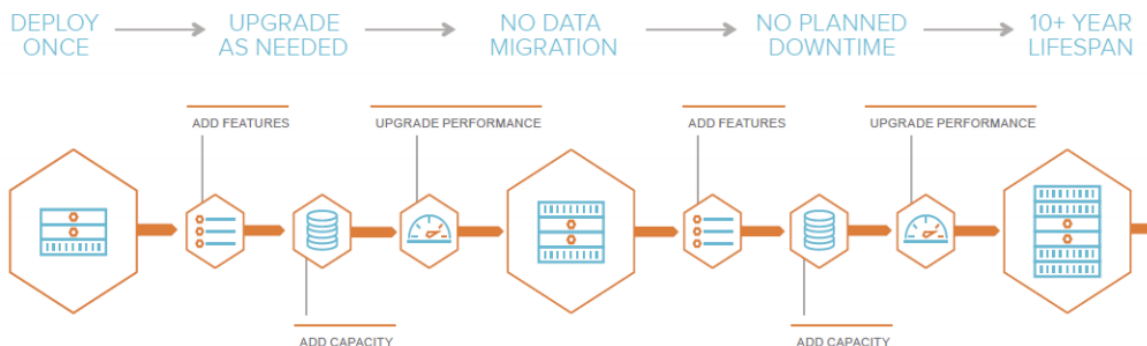 DEPLOY
ONCE
UPGRADE
AS NEEDED
NO DATA
MIGRATION
NO PLANNED
DOWNTIME
10+ YEAR
LIFESPAN
ADD FEATURES
UPGRADE PERFORMANCE
ADD FEATURES
UPGRADE PERFORMANCE
ADD CAPACITY
ADD CAPACITY